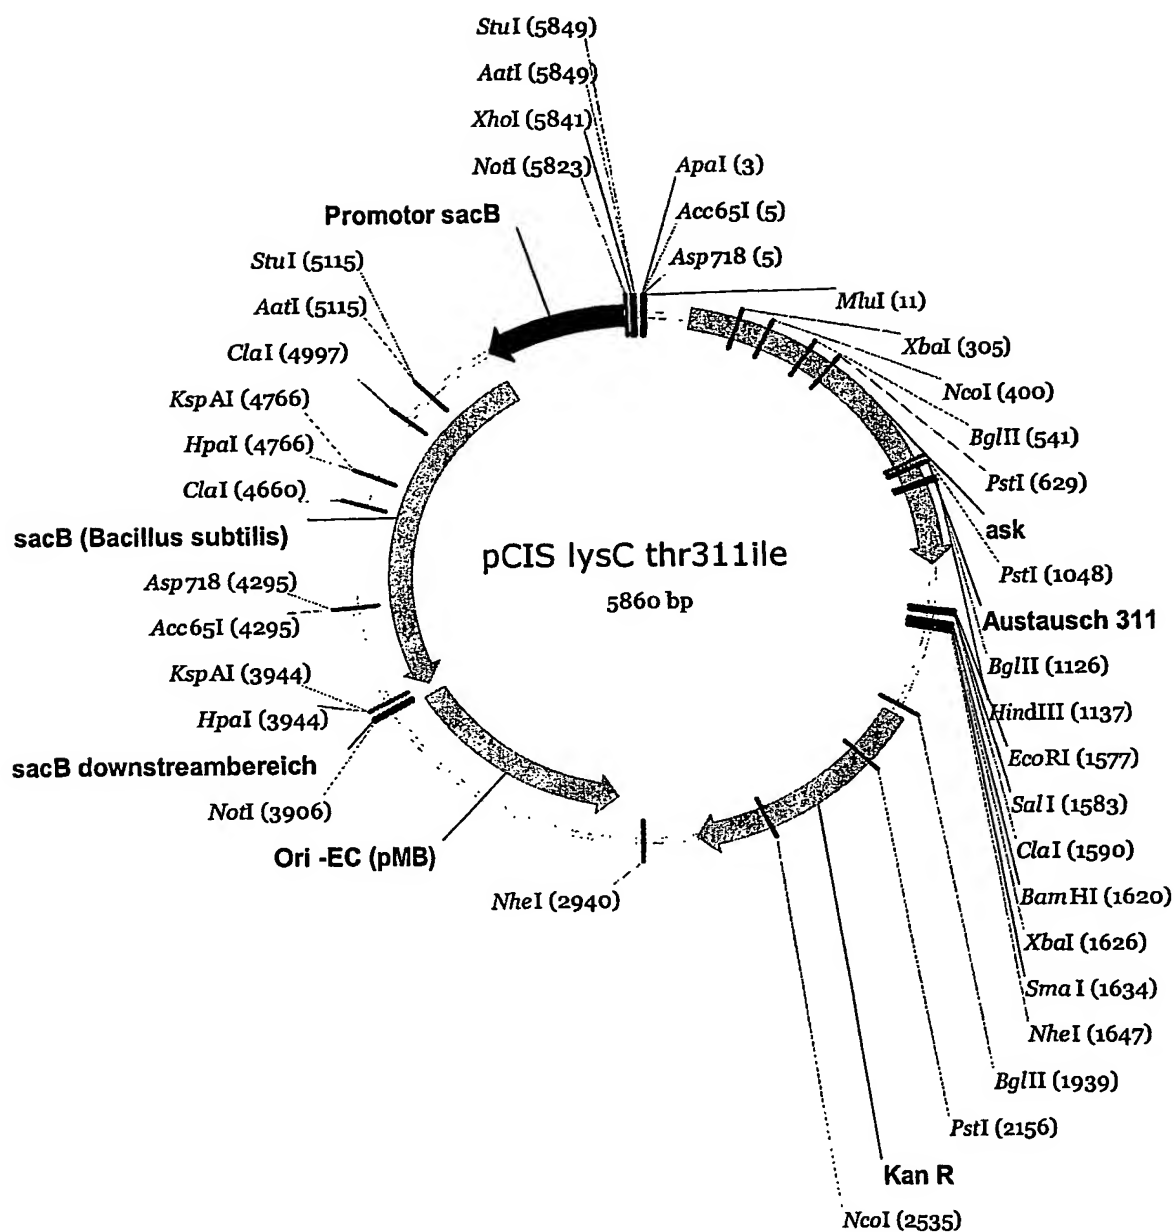 StuI (5849)
AatI (5849)
XhoI (5841)
NotI (5823)
ApaI (3)
Acc65I (5)
Asp718 (5)
MluI (11)
Promotor sacB
StuI (5115)
AatI (5115)
ClaI (4997)
KspAI (4766)
HpaI (4766)
ClaI (4660)
sacB (Bacillus subtilis)
Asp718 (4295)
Acc65I (4295)
KspAI (3944)
HpaI (3944)
sacB downstreambereich
NotI (3906)
Ori -EC (pMB)
NheI (2940)
pCIS lysC thr311ile
5860 bp
XbaI (305)
NcoI (400)
BglII (541)
PstI (629)
ask
PstI (1048)
Austausch 311
BglII (1126)
HindIII (1137)
EcoRI (1577)
SalI (1583)
ClaI (1590)
BamHI (1620)
XbaI (1626)
SmaI (1634)
NheI (1647)
BglII (1939)
PstI (2156)
Kan R
NcoI (2535)